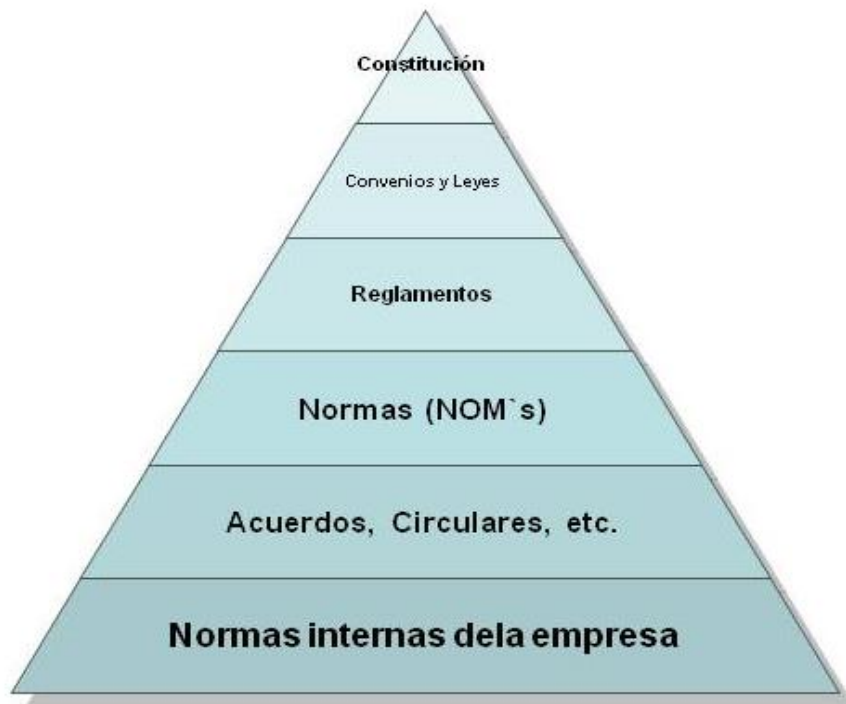 Constitución
Convenios y Leyes
Reglamentos
Normas (NOM`s)
Acuerdos, Circulares, etc.
Normas internas dela empresa